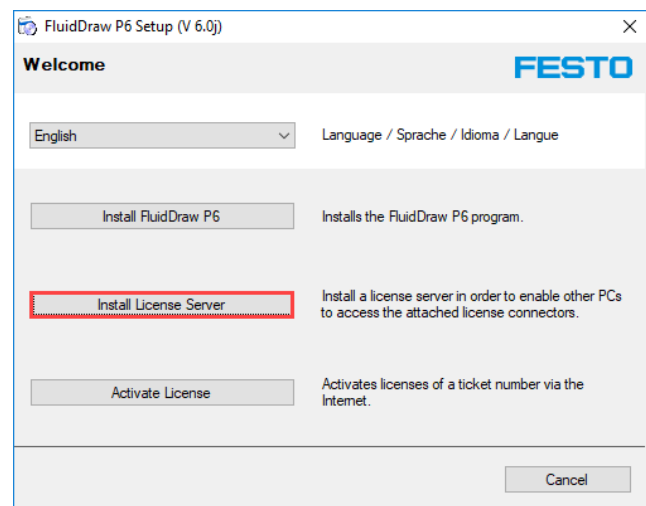 FluidDraw P6 Setup (V 6.0j)
Welcome
FESTO
English
Language / Sprache / Idioma / Langue
Install FluidDraw P6
Installs the FluidDraw P6 program.
Install License Server
Install a license server in order to enable other PCs
to access the attached license connectors.
Activate License
Activates licenses of a ticket number via the
Internet.
Cancel